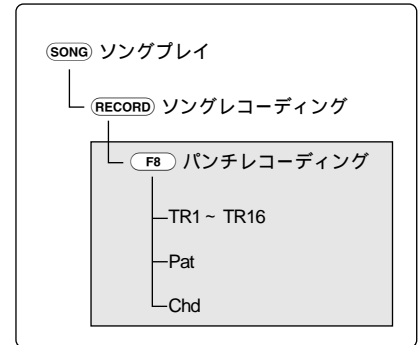 SONG ソングプレイ
RECORD ソングレコーディング
F8 パンチレコーディング
TR1 ~ TR16
Pat
Chd